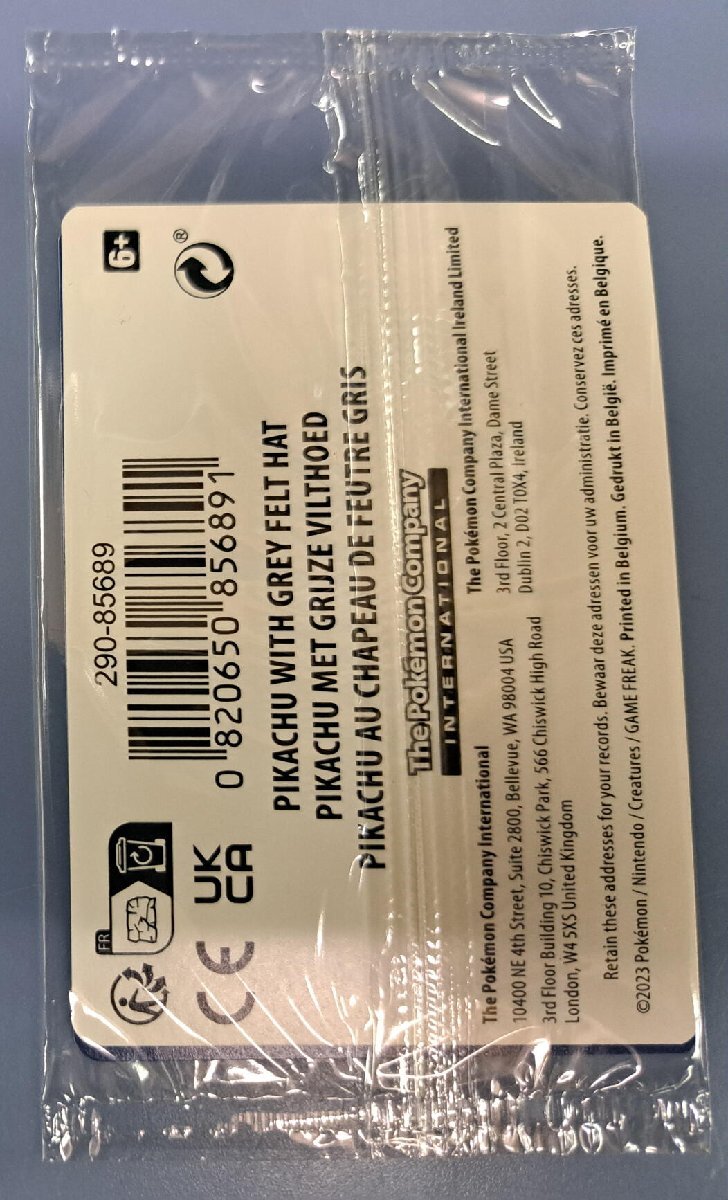 290-85689
0 820650 856891
6+
®
FR
CE
UK
CA
PIKACHU WITH GREY FELT HAT
PIKACHU MET GRIJZE VILTHOED
PIKACHU AU CHAPEAU DE FEUTRE GRIS
The Pokémon Company
INTERNATIONAL
The Pokémon Company International
10400 NE 4th Street, Suite 2800, Bellevue, WA 98004 USA
3rd Floor Building 10, Chiswick Park, 566 Chiswick High Road
London, W4 5XS United Kingdom
The Pokémon Company International Ireland Limited
3rd Floor, 2 Central Plaza, Dame Street
Dublin 2, D02 T0X4, Ireland
Retain these addresses for your records. Bewaar deze adressen voor uw administratie. Conservez ces adresses.
©2023 Pokémon / Nintendo / Creatures / GAME FREAK. Printed in Belgium. Gedrukt in België. Imprimé en Belgique.